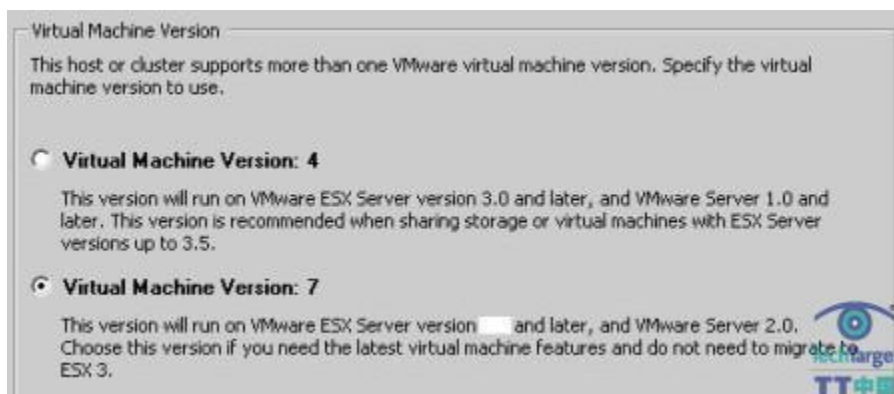 Virtual Machine Version
This host or cluster supports more than one VMware virtual machine version. Specify the virtual
machine version to use.
Virtual Machine Version: 4
This version will run on VMware ESX Server version 3.0 and later, and VMware Server 1.0 and
later. This version is recommended when sharing storage or virtual machines with ESX Server
versions up to 3.5.
Virtual Machine Version: 7
This version will run on VMware ESX Server version and later, and VMware Server 2.0.
Choose this version if you need the latest virtual machine features and do not need to migrate to
ESX 3.
TechTarget
TT中国